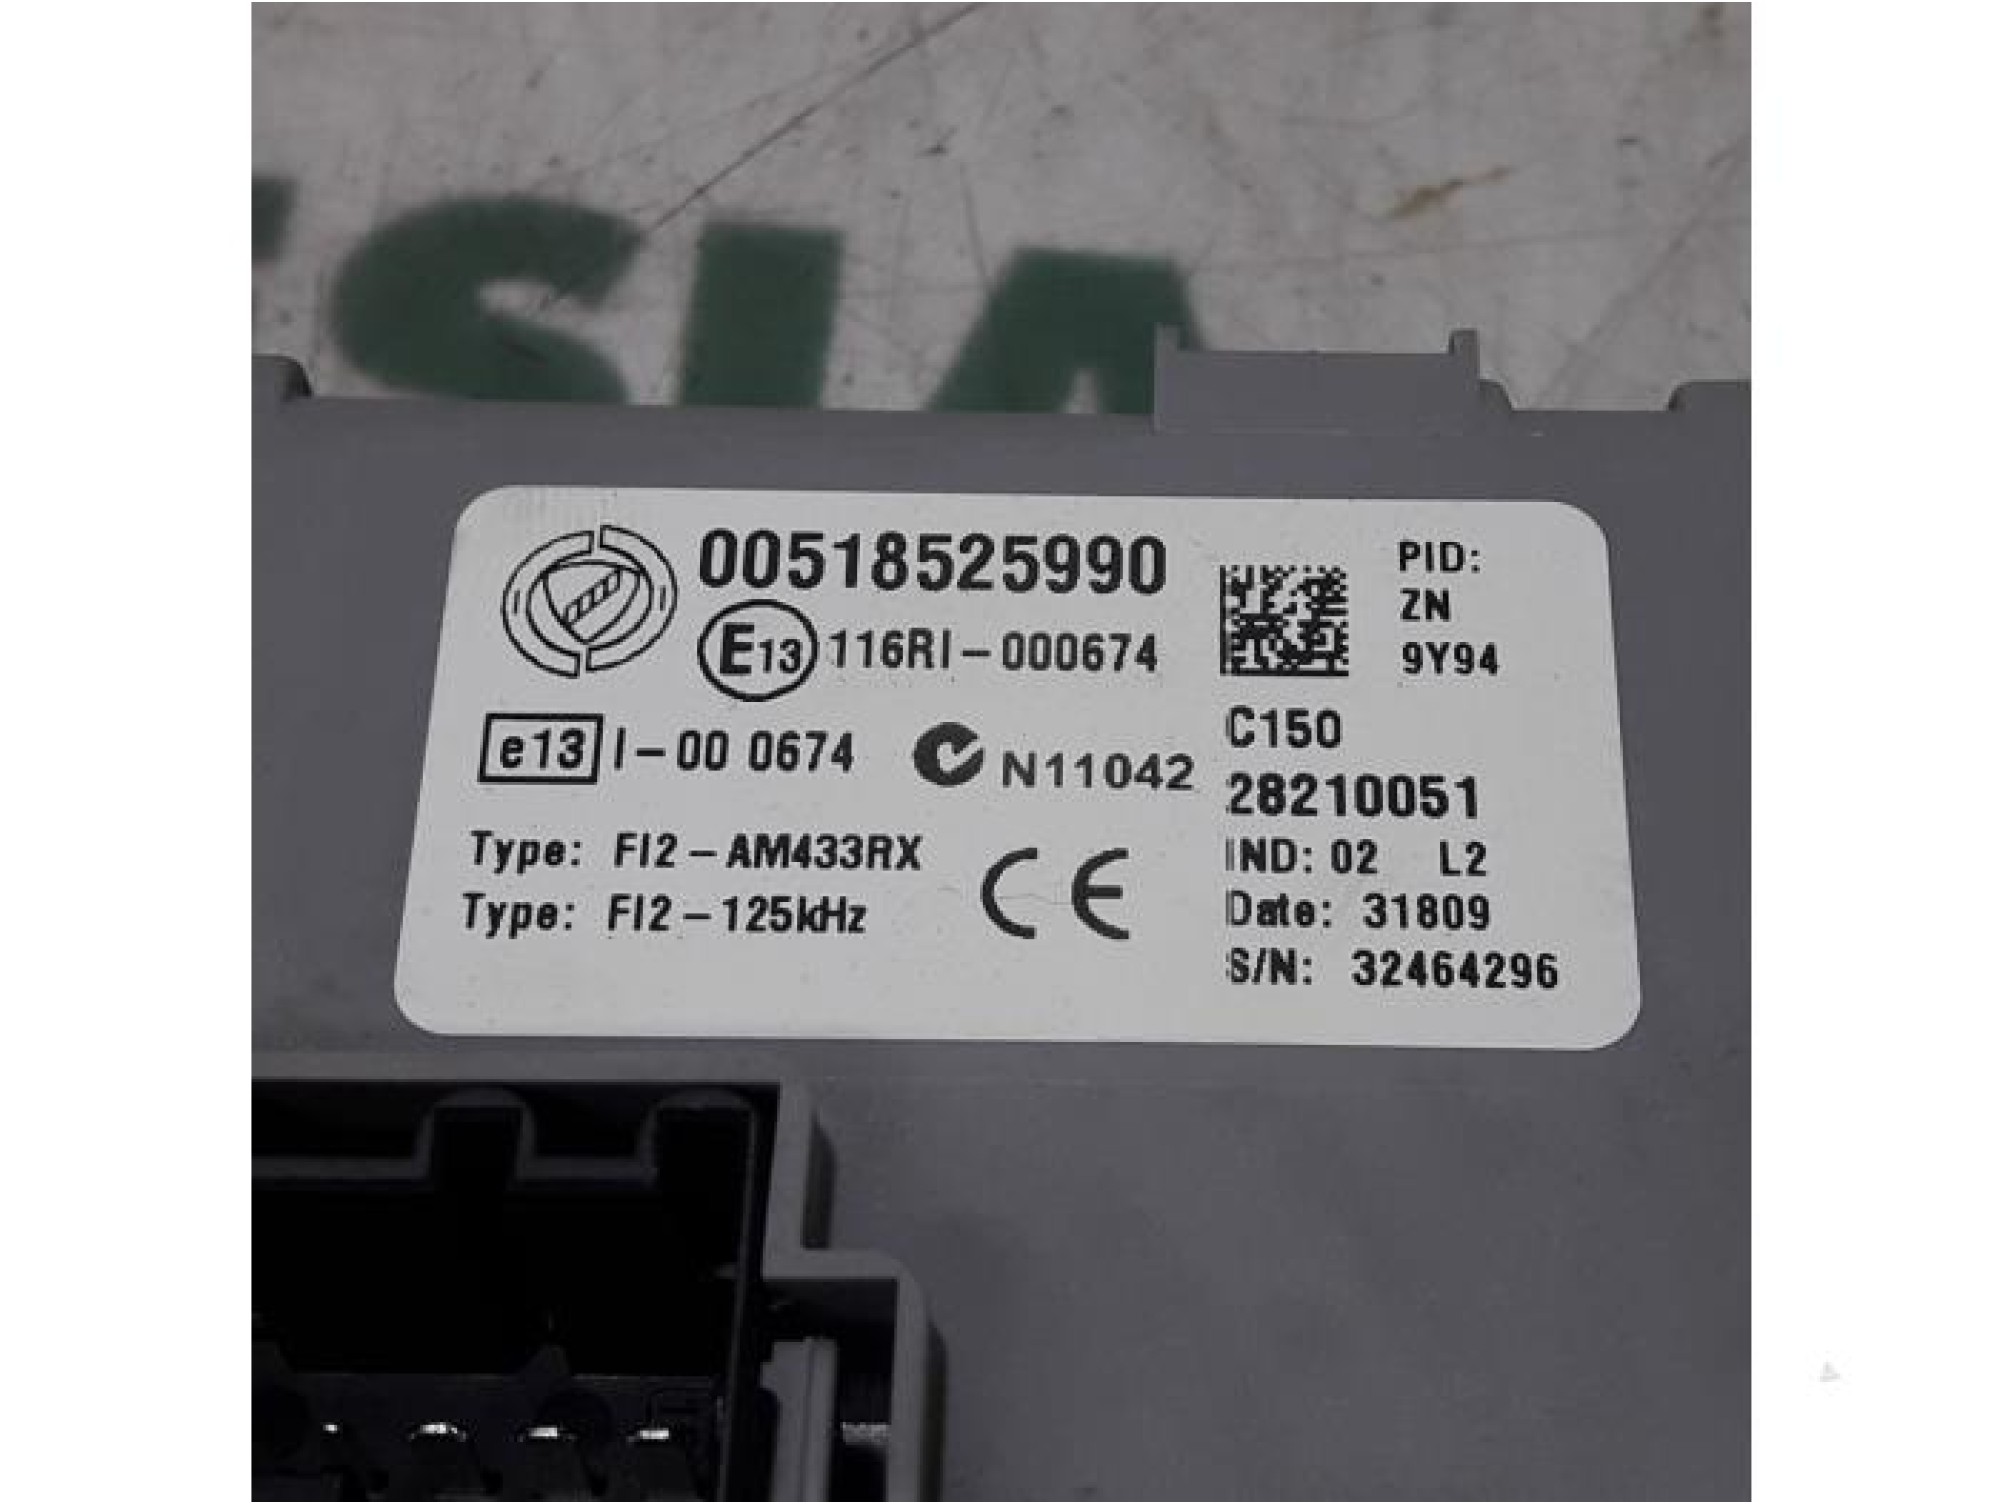 SIA
00518525990
E13 116RI-000674
e13 I-00 0674
N11042
Type: FI2-AM433RX
Type: FI2-125kHz
CE
PID:
ZN
9Y94
C150
28210051
IND: 02 L2
Date: 31809
S/N: 32464296